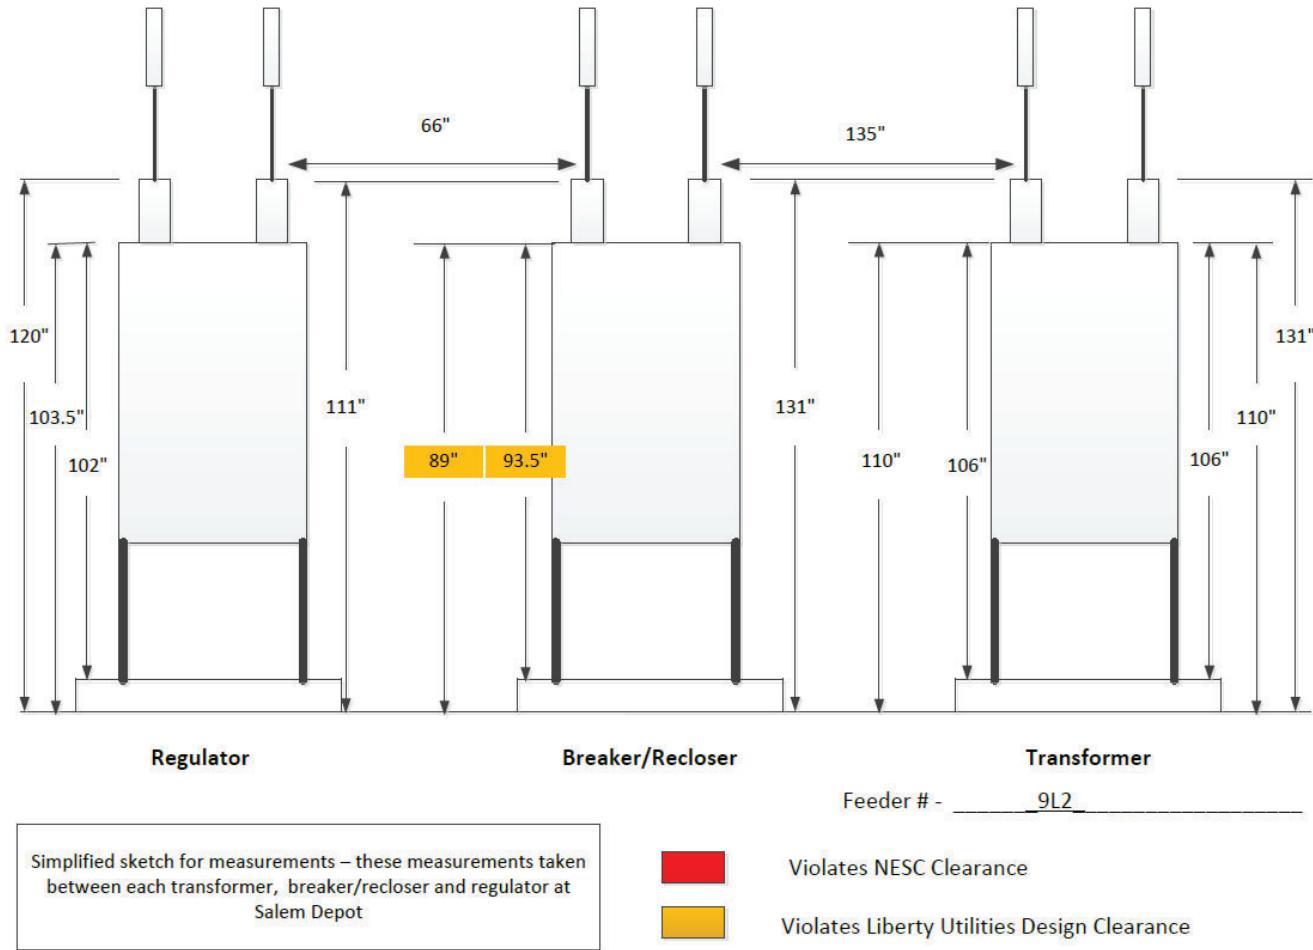 66"
135"
120"
131"
103.5"
111"
131"
110"
102"
89"
93.5"
110"
106"
106"
Regulator
Breaker/Recloser
Transformer
Feeder # - _______9L2___________________
Simplified sketch for measurements – these measurements taken
between each transformer, breaker/recloser and regulator at
Salem Depot
Violates NESC Clearance
Violates Liberty Utilities Design Clearance